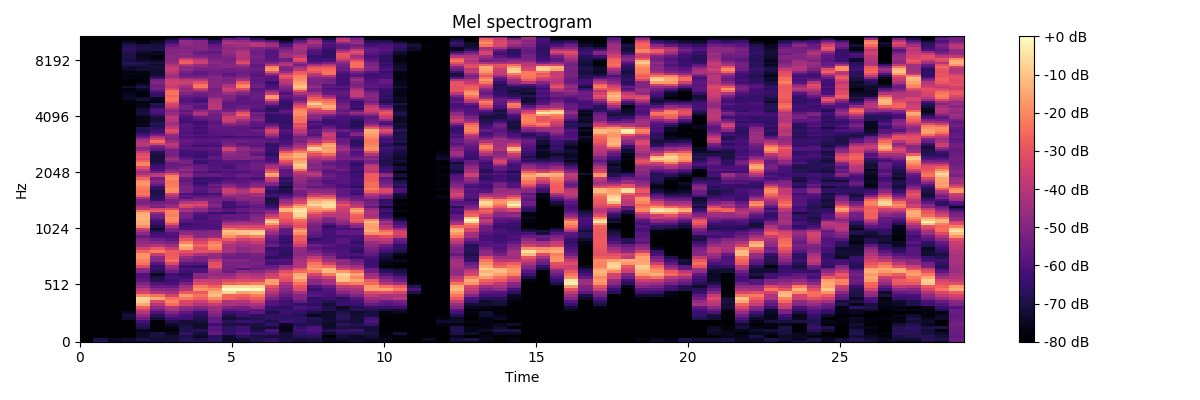 Mel spectrogram
+0 dB
8192
-10 dB
-20 dB
4096
-30 dB
Hz
2048
-40 dB
1024
-50 dB
-60 dB
512
-70 dB
0
-80 dB
0 5 10 15 20 25
Time